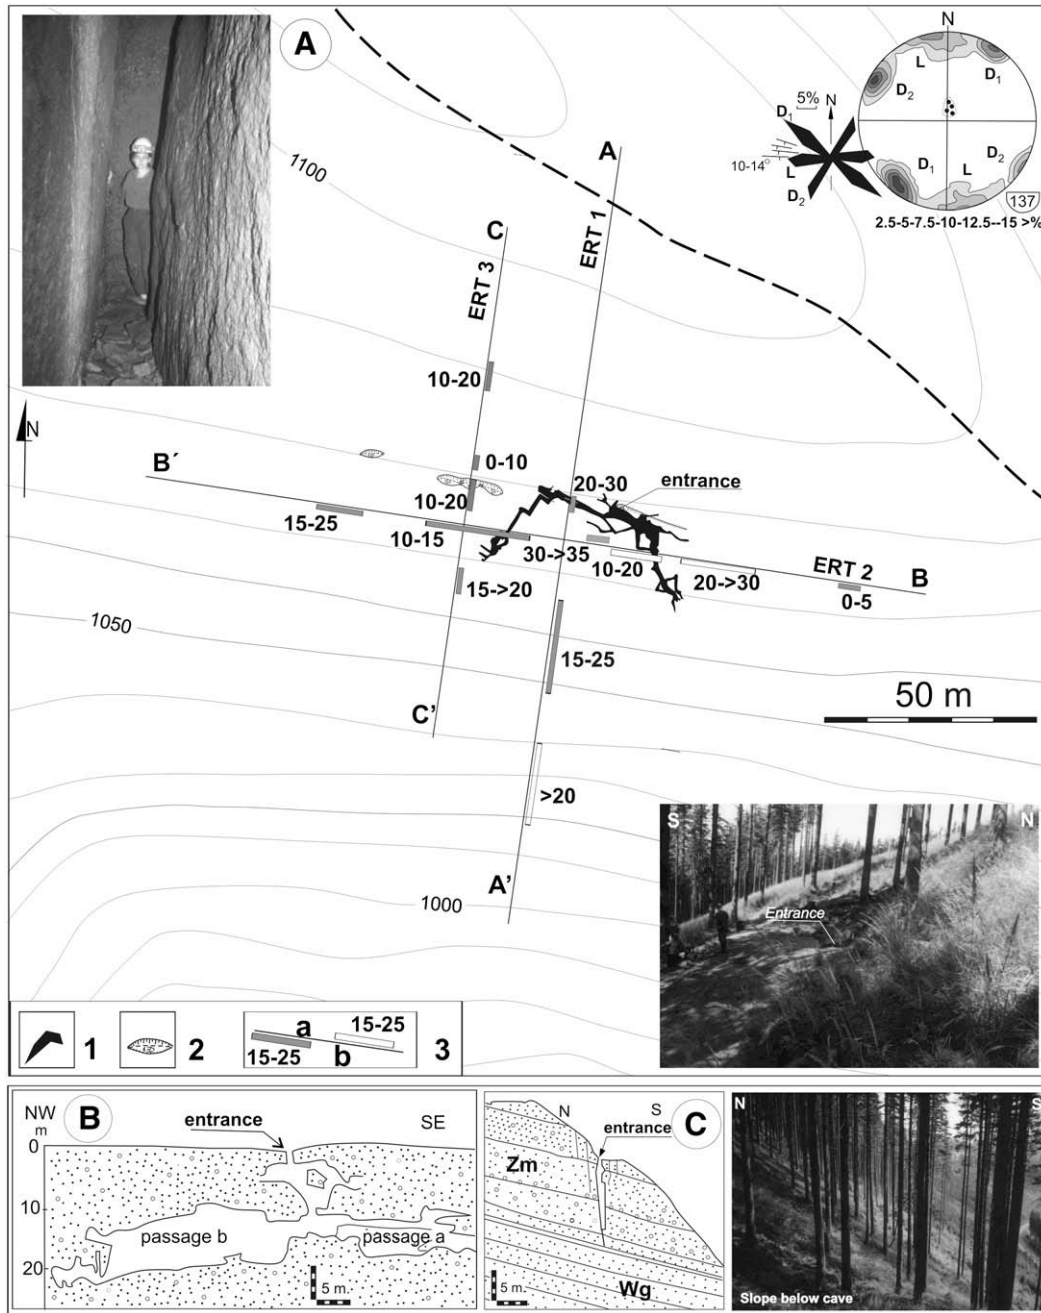 A
N
5%
D1
N
10-14°
L
D2
L
D1
D2
D1
L
D2
137
2.5-5-7.5-10-12.5--15 >%
1100
A
ERT 1
C
ERT 3
10-20
N
B´
0-10
20-30
entrance
10-20
15-25
10-15
30->35
10-20
20->30
ERT 2
B
0-5
15->20
1050
15-25
C'
50 m
>20
A'
1000
S
N
Entrance
1
2
a
15-25
15-25
b
3
NW
m
B
entrance
SE
0
10
20
passage b
passage a
5 m.
N
S
entrance
C
Zm
Wg
5 m.
N
S
Slope below cave